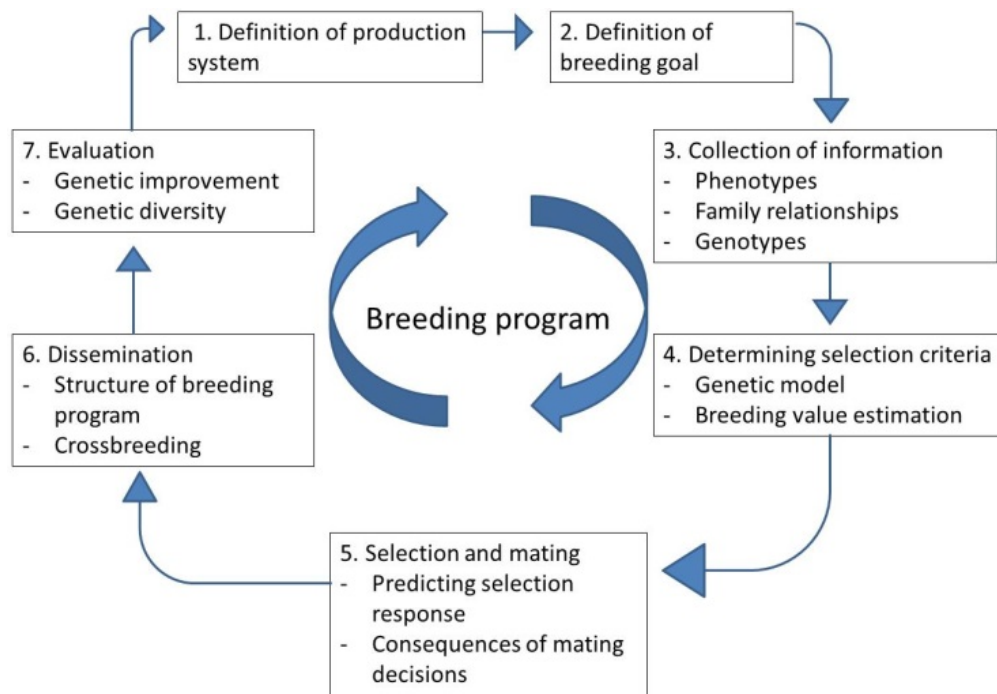 1. Definition of production
system
2. Definition of
breeding goal
3. Collection of information
- Phenotypes
- Family relationships
- Genotypes
4. Determining selection criteria
- Genetic model
- Breeding value estimation
5. Selection and mating
- Predicting selection
response
- Consequences of mating
decisions
6. Dissemination
- Structure of breeding
program
- Crossbreeding
7. Evaluation
- Genetic improvement
- Genetic diversity
Breeding program